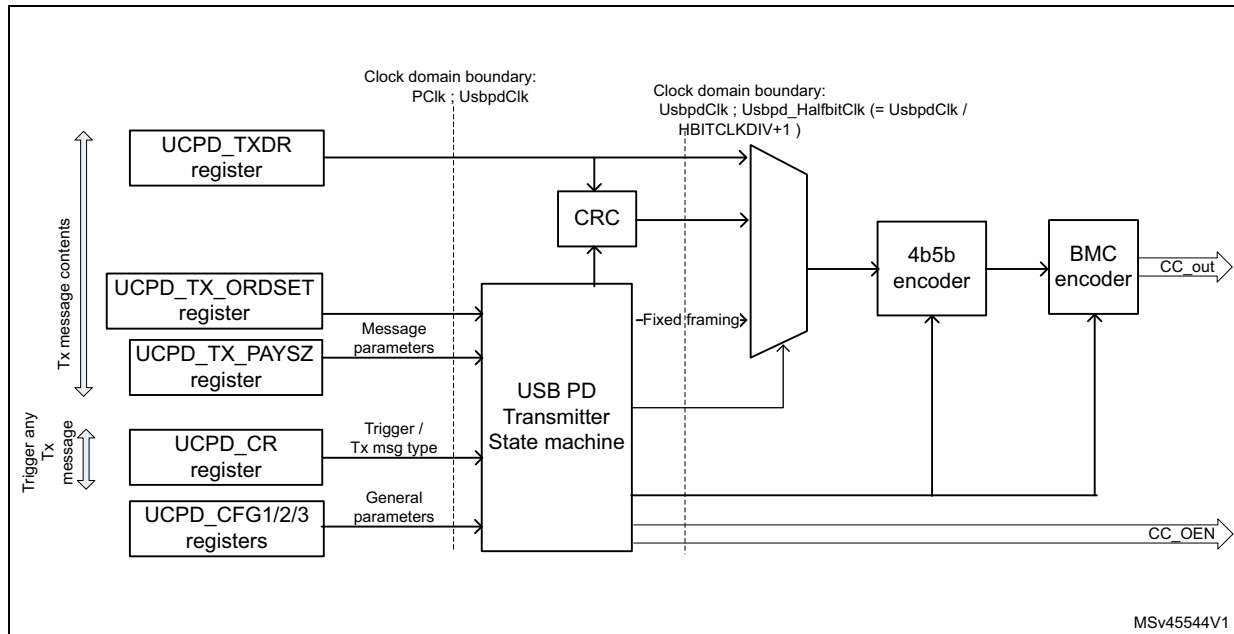 Clock domain boundary:
PClk ; UsbpdClk
Clock domain boundary:
UsbpdClk ; Usbpd_HalfbitClk (= UsbpdClk /
HBITCLKDIV+1 )
UCPD_TXDR
register
CRC
4b5b
encoder
BMC
encoder
CC_out
Tx message contents
UCPD_TX_ORDSET
register
Message
parameters
UCPD_TX_PAYSZ
register
Fixed framing
USB PD
Transmitter
State machine
Trigger any
Tx
message
UCPD_CR
register
Trigger /
Tx msg type
UCPD_CFG1/2/3
registers
General
parameters
CC_OEN
MSv45544V1